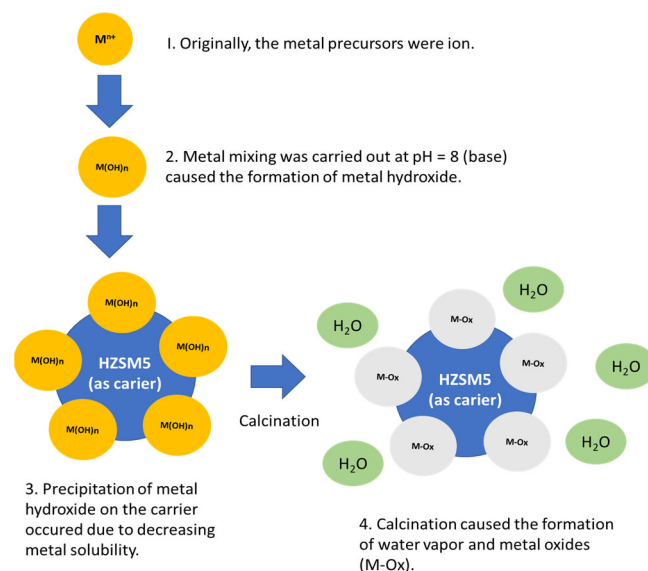 Mⁿ⁺
1. Originally, the metal precursors were ion.
M(OH)n
2. Metal mixing was carried out at pH = 8 (base)
caused the formation of metal hydroxide.
M(OH)n
M(OH)n
M(OH)n
M(OH)n
M(OH)n
HZSM5
(as carier)
Calcination
H₂O
H₂O
H₂O
H₂O
H₂O
M-Ox
M-Ox
M-Ox
M-Ox
M-Ox
HZSM5
(as carier)
3. Precipitation of metal
hydroxide on the carrier
occured due to decreasing
metal solubility.
4. Calcination caused the formation
of water vapor and metal oxides
(M-Ox).